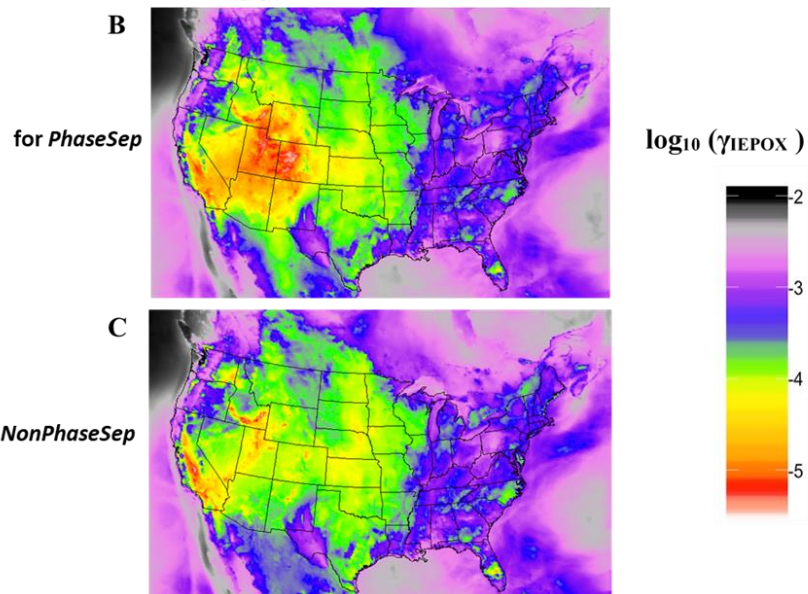 B
for PhaseSep
log₁₀ (γIEPOX )
-2
-3
-4
-5
C
NonPhaseSep